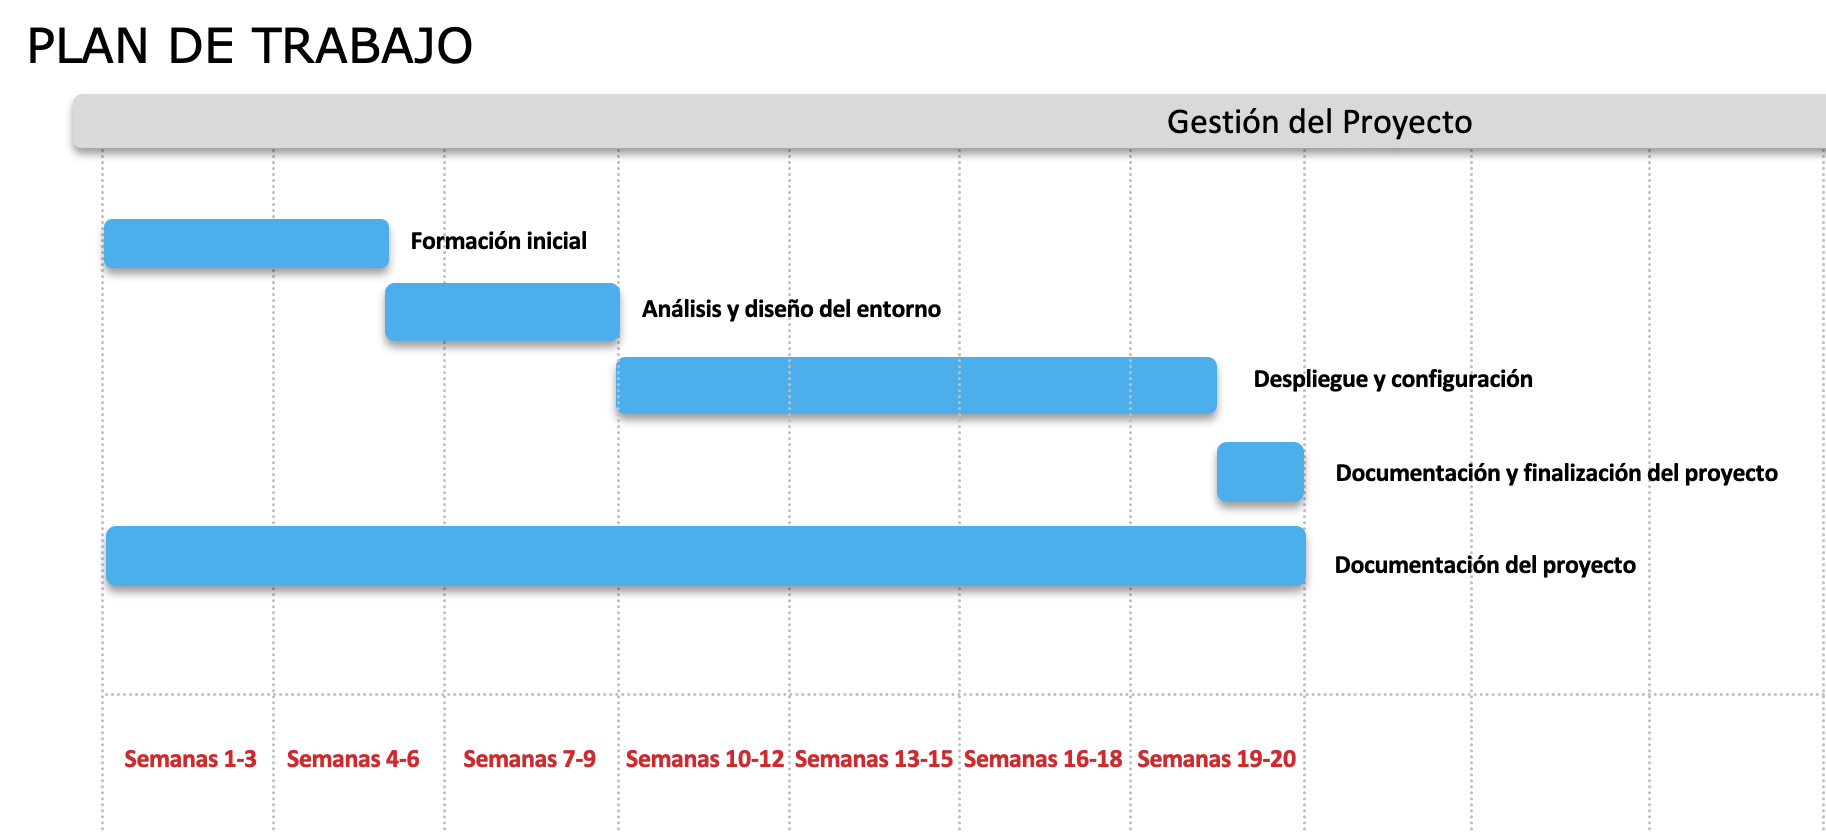 PLAN DE TRABAJO
Gestión del Proyecto
Formación inicial
Análisis y diseño del entorno
Despliegue y configuración
Documentación y finalización del proyecto
Documentación del proyecto
Semanas 1-3
Semanas 4-6
Semanas 7-9
Semanas 10-12
Semanas 13-15
Semanas 16-18
Semanas 19-20